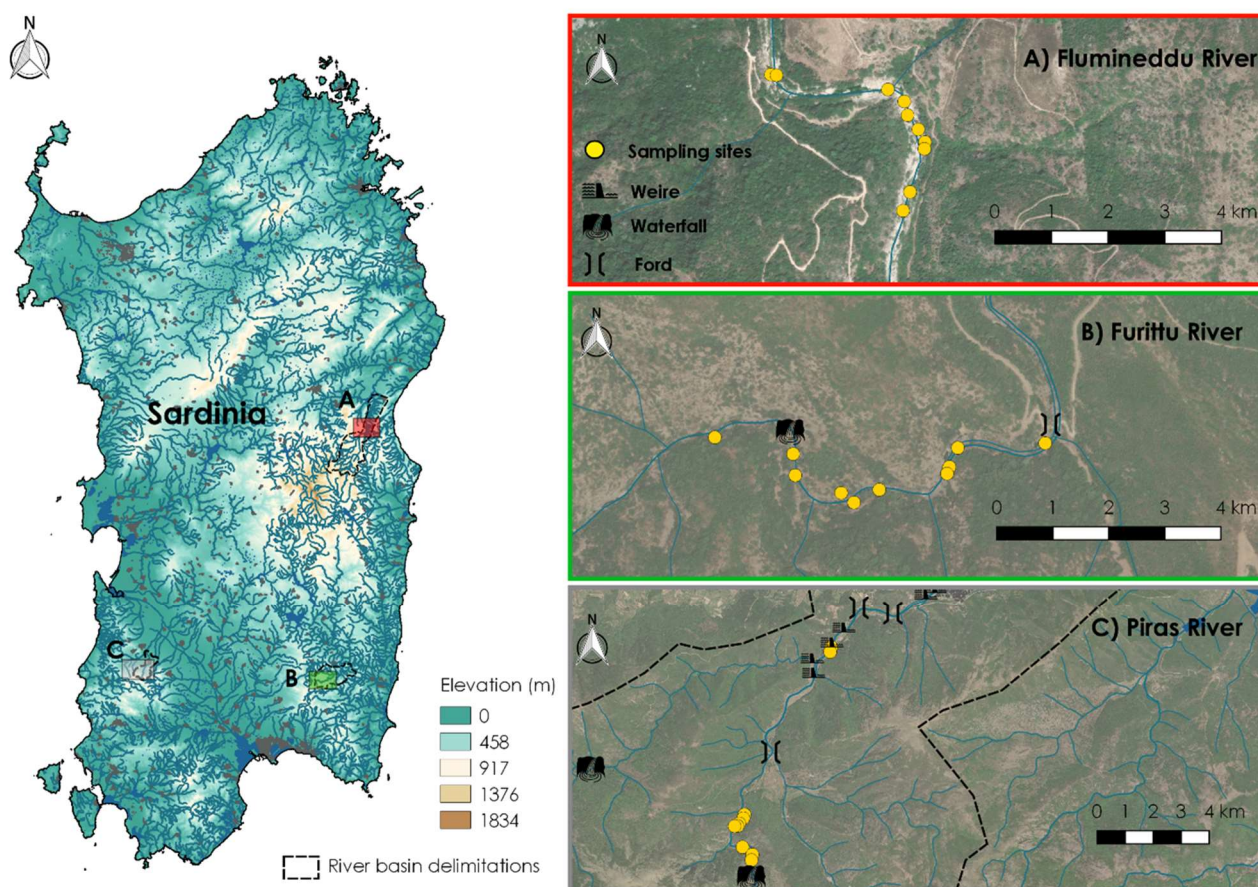 N
Sardinia
A
B
C
Elevation (m)
0
458
917
1376
1834
River basin delimitations
N
A) Flumineddu River
Sampling sites
Weire
Waterfall
Ford
0 1 2 3 4 km
N
B) Furittu River
0 1 2 3 4 km
N
C) Piras River
0 1 2 3 4 km